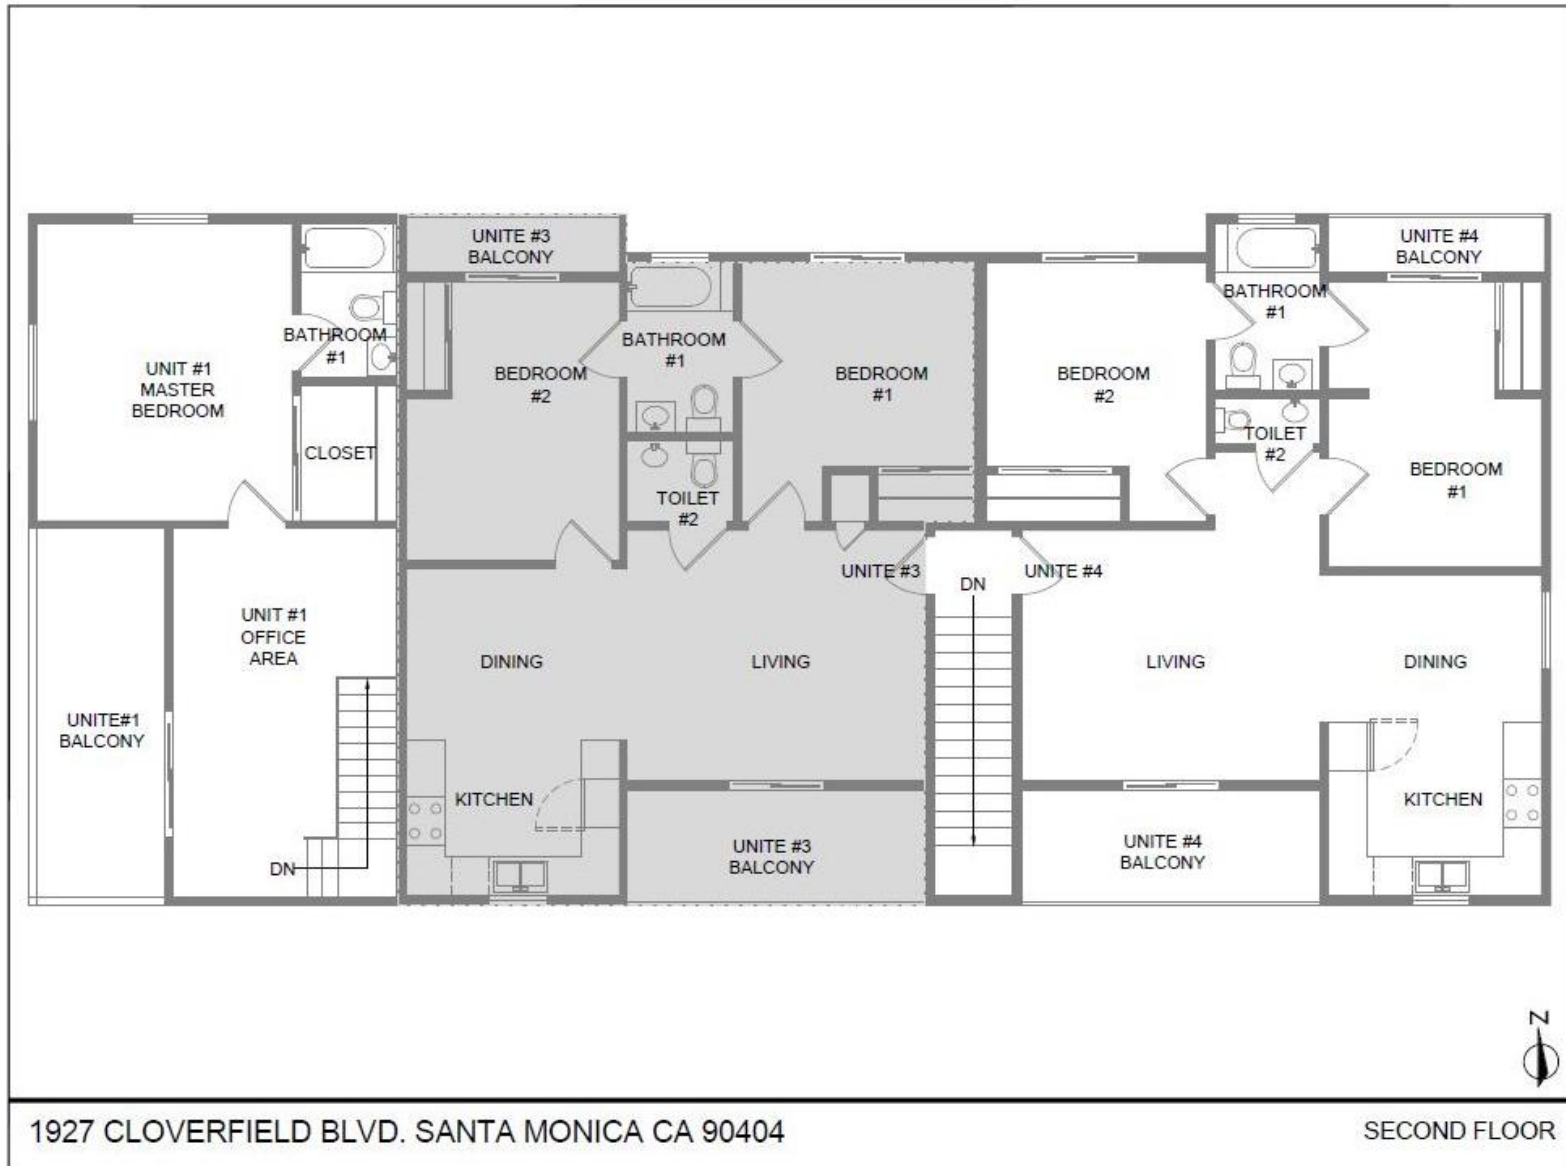 UNITE #3
BALCONY
UNITE #4
BALCONY
BATHROOM
#1
UNIT #1
MASTER
BEDROOM
CLOSET
BEDROOM
#2
BATHROOM
#1
BEDROOM
#1
TOILET
#2
BEDROOM
#2
BATHROOM
#1
TOILET
#2
BEDROOM
#1
UNITE #3
DN
UNITE #4
UNIT #1
OFFICE
AREA
DINING
LIVING
LIVING
DINING
UNITE#1
BALCONY
KITCHEN
KITCHEN
UNITE #3
BALCONY
UNITE #4
BALCONY
DN
N
1927 CLOVERFIELD BLVD. SANTA MONICA CA 90404
SECOND FLOOR